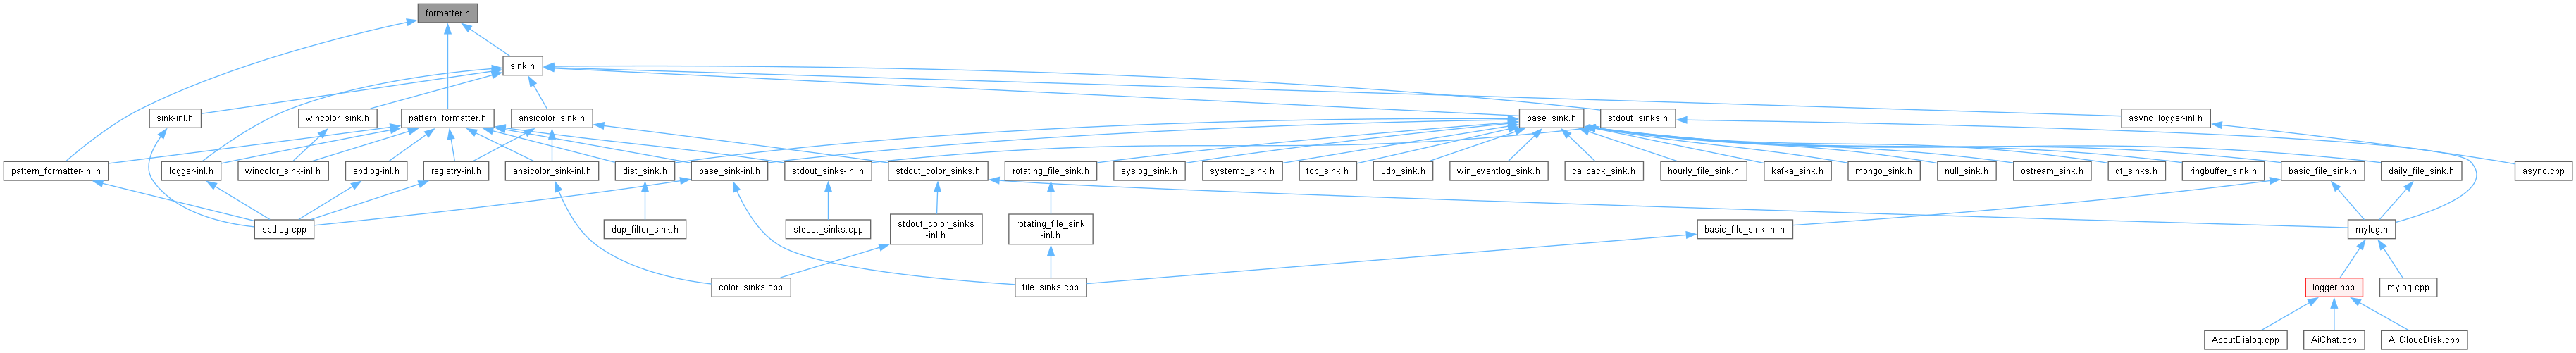 formatter.h
sink.h
sink-inl.h
wincolor_sink.h
pattern_formatter.h
ansicolor_sink.h
base_sink.h
stdout_sinks.h
async_logger-inl.h
pattern_formatter-inl.h
logger-inl.h
wincolor_sink-inl.h
spdlog-inl.h
registry-inl.h
ansicolor_sink-inl.h
dist_sink.h
base_sink-inl.h
stdout_sinks-inl.h
stdout_color_sinks.h
rotating_file_sink.h
syslog_sink.h
systemd_sink.h
tcp_sink.h
udp_sink.h
win_eventlog_sink.h
callback_sink.h
hourly_file_sink.h
kafka_sink.h
mongo_sink.h
null_sink.h
ostream_sink.h
qt_sinks.h
ringbuffer_sink.h
basic_file_sink.h
daily_file_sink.h
async.cpp
spdlog.cpp
dup_filter_sink.h
stdout_sinks.cpp
stdout_color_sinks
-inl.h
rotating_file_sink
-inl.h
basic_file_sink-inl.h
mylog.h
color_sinks.cpp
file_sinks.cpp
logger.hpp
mylog.cpp
AboutDialog.cpp
AiChat.cpp
AllCloudDisk.cpp